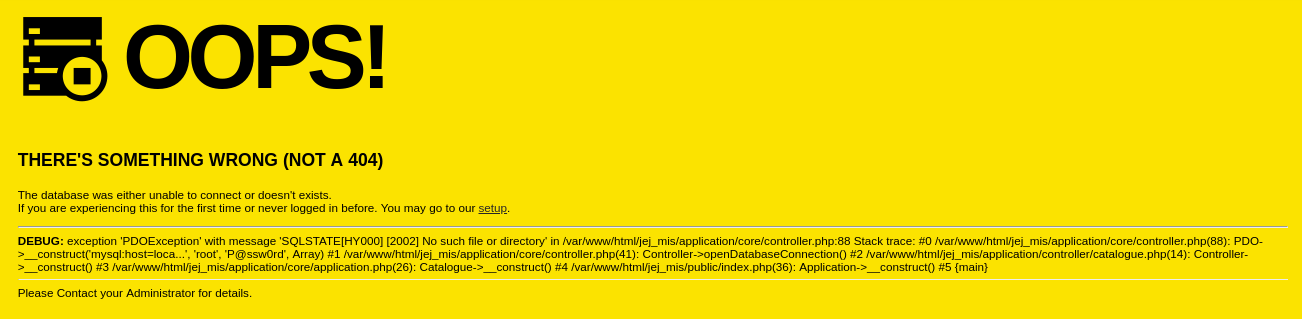 OOPS!
THERE'S SOMETHING WRONG (NOT A 404)
The database was either unable to connect or doesn't exists.
If you are experiencing this for the first time or never logged in before. You may go to our setup.
DEBUG: exception 'PDOException' with message 'SQLSTATE[HY000] [2002] No such file or directory' in /var/www/html/jej_mis/application/core/controller.php:88 Stack trace: #0 /var/www/html/jej_mis/application/core/controller.php(88): PDO-
>__construct('mysql:host=loca...', 'root', 'P@ssw0rd', Array) #1 /var/www/html/jej_mis/application/core/controller.php(41): Controller->openDatabaseConnection() #2 /var/www/html/jej_mis/application/controller/catalogue.php(14): Controller-
>__construct() #3 /var/www/html/jej_mis/application/core/application.php(26): Catalogue->__construct() #4 /var/www/html/jej_mis/public/index.php(36): Application->__construct() #5 {main}
Please Contact your Administrator for details.